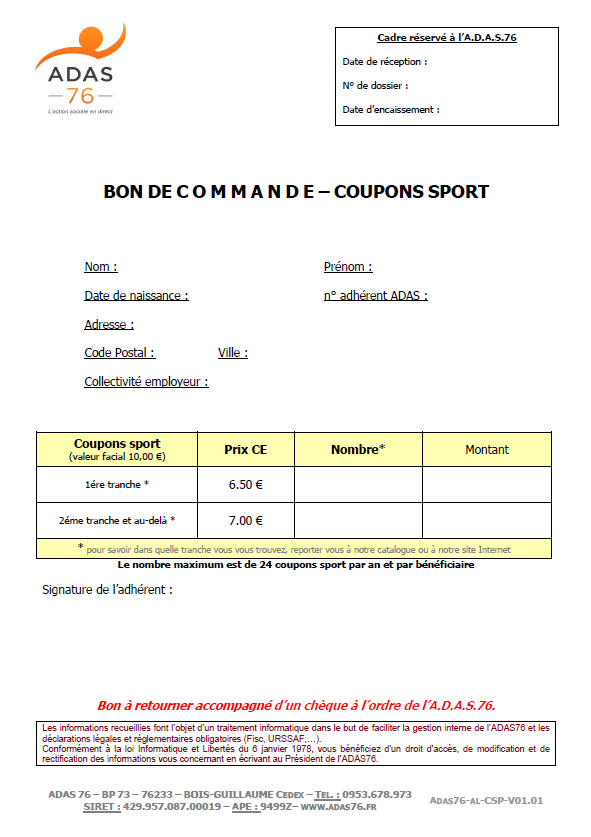 ADAS
76
L'action sociale en direct
Cadre réservé à l'A.D.A.S.76
Date de réception :
N° de dossier :
Date d'encaissement :
BON DE C O M M A N D E – COUPONS SPORT
Nom :
Prénom :
Date de naissance :
n° adhérent ADAS :
Adresse :
Code Postal :
Ville :
Collectivité employeur :
Coupons sport
(valeur facial 10,00 €)
Prix CE
Nombre*
Montant
1ére tranche *
6.50 €
2éme tranche et au-delà *
7.00 €
* pour savoir dans quelle tranche vous vous trouvez, reporter vous à notre catalogue ou à notre site Internet
Le nombre maximum est de 24 coupons sport par an et par bénéficiaire
Signature de l'adhérent :
Bon à retourner accompagné d'un chèque à l'ordre de l'A.D.A.S.76.
Les informations recueillies font l'objet d'un traitement informatique dans le but de faciliter la gestion interne de l'ADAS76 et les
déclarations légales et réglementaires obligatoires (Fisc, URSSAF,…).
Conformément à la loi Informatique et Libertés du 6 janvier 1978, vous bénéficiez d'un droit d'accès, de modification et de
rectification des informations vous concernant en écrivant au Président de l'ADAS76.
ADAS 76 – BP 73 – 76233 – BOIS-GUILLAUME CEDEX – TEL. : 0953.678.973
SIRET : 429.957.087.00019 – APE : 9499Z– WWW.ADAS76.FR
ADAS76-AL-CSP-V01.01